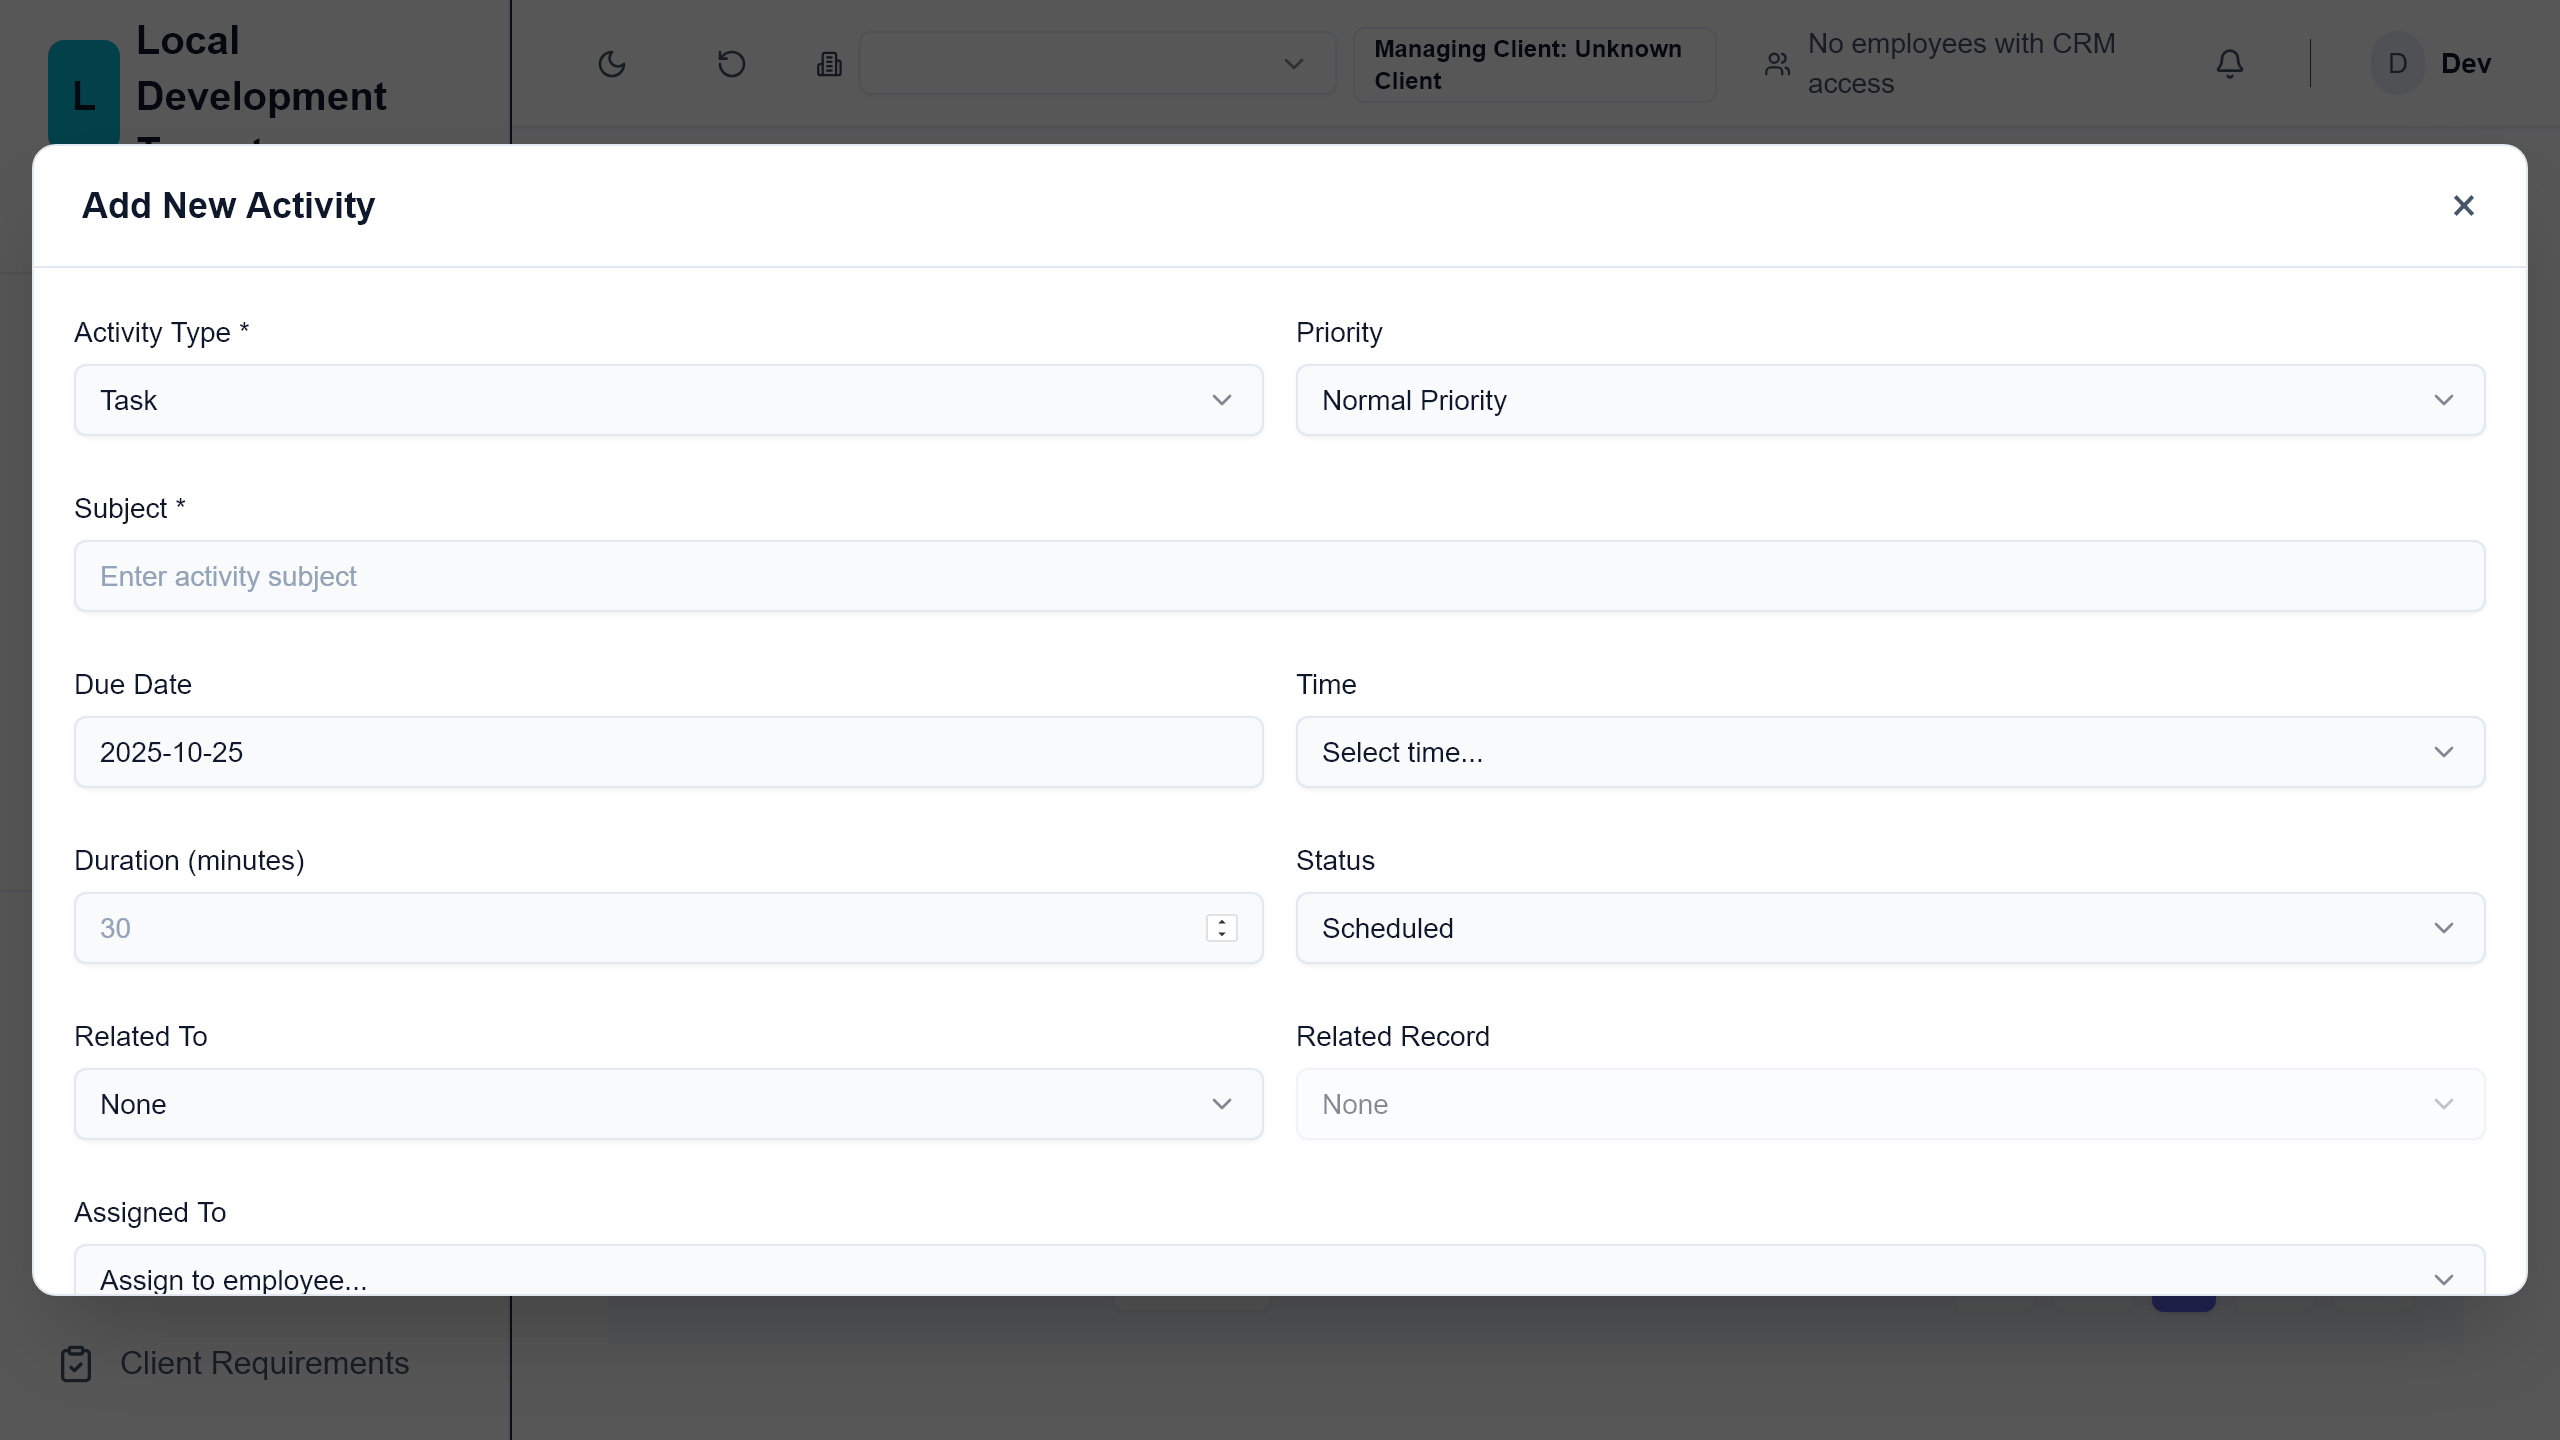 Local
Development
L
Managing Client: Unknown
Client
No employees with CRM
access
D
Dev
Add New Activity
Activity Type *
Priority
Task
Normal Priority
Subject *
Enter activity subject
Due Date
Time
2025-10-25
Select time...
Duration (minutes)
Status
30
Scheduled
Related To
Related Record
None
None
Assigned To
Assign to employee...
Client Requirements